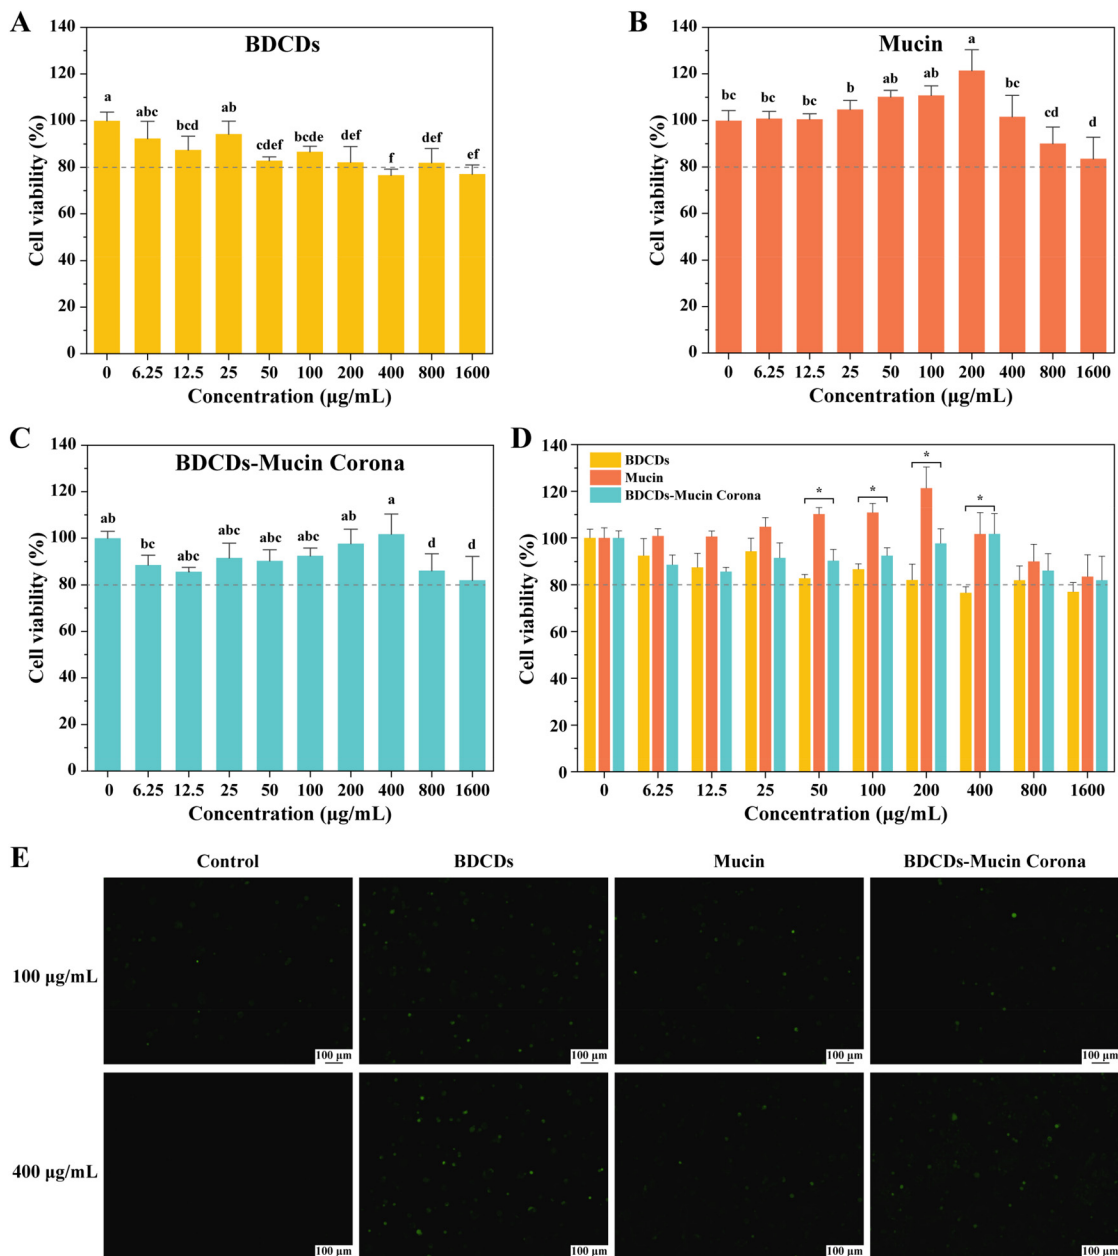 A
BDCDs
Cell viability (%)
140
120
100
80
60
40
20
0
a
abc
bcd
ab
cdef
bcde
def
f
def
ef
0 6.25 12.5 25 50 100 200 400 800 1600
Concentration (μg/mL)
B
Mucin
Cell viability (%)
140
120
100
80
60
40
20
0
bc
bc
bc
b
ab
ab
a
bc
cd
d
0 6.25 12.5 25 50 100 200 400 800 1600
Concentration (μg/mL)
C
BDCDs-Mucin Corona
Cell viability (%)
140
120
100
80
60
40
20
0
ab
bc
abc
abc
abc
abc
ab
a
d
d
0 6.25 12.5 25 50 100 200 400 800 1600
Concentration (μg/mL)
D
BDCDs
Mucin
BDCDs-Mucin Corona
Cell viability (%)
140
120
100
80
60
40
20
0
*
*
*
*
0 6.25 12.5 25 50 100 200 400 800 1600
Concentration (μg/mL)
E
Control BDCDs Mucin BDCDs-Mucin Corona
100 μg/mL
100 μm 100 μm 100 μm 100 μm
400 μg/mL
100 μm 100 μm 100 μm 100 μm